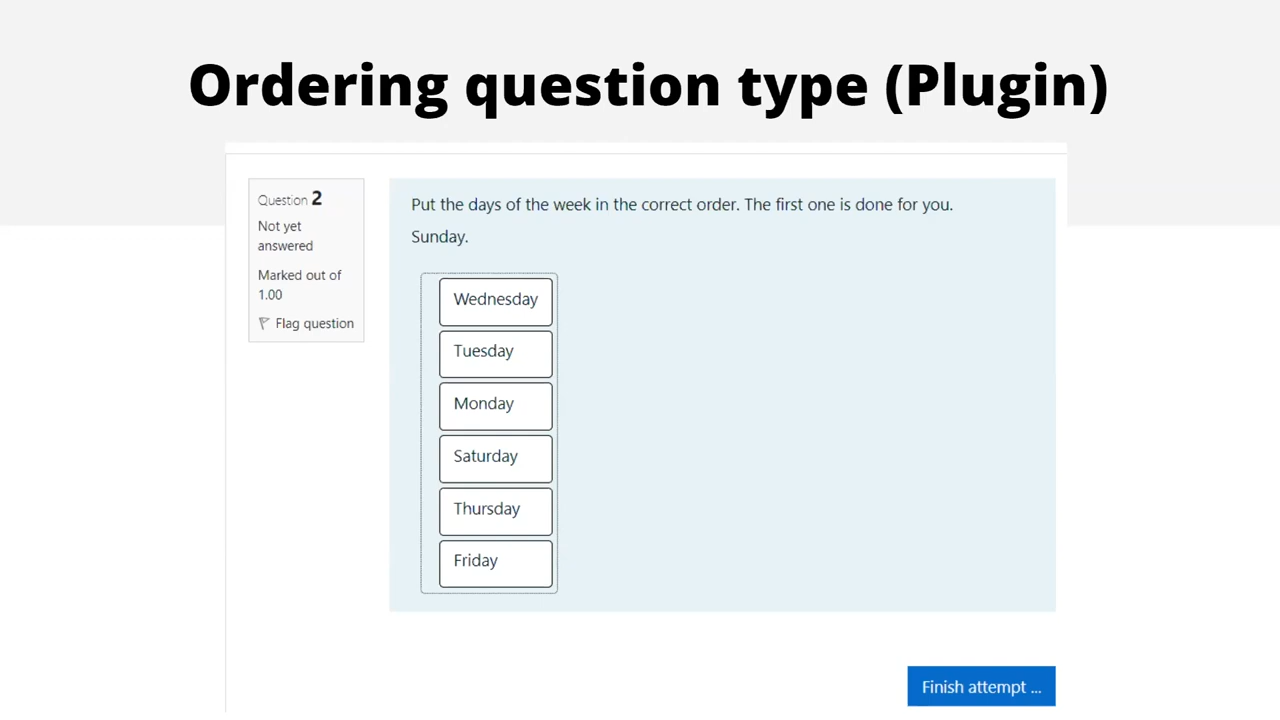 Ordering question type (Plugin)
Question 2
Not yet
answered
Marked out of
1.00
Flag question
Put the days of the week in the correct order. The first one is done for you.
Sunday.
Wednesday
Tuesday
Monday
Saturday
Thursday
Friday
Finish attempt ...